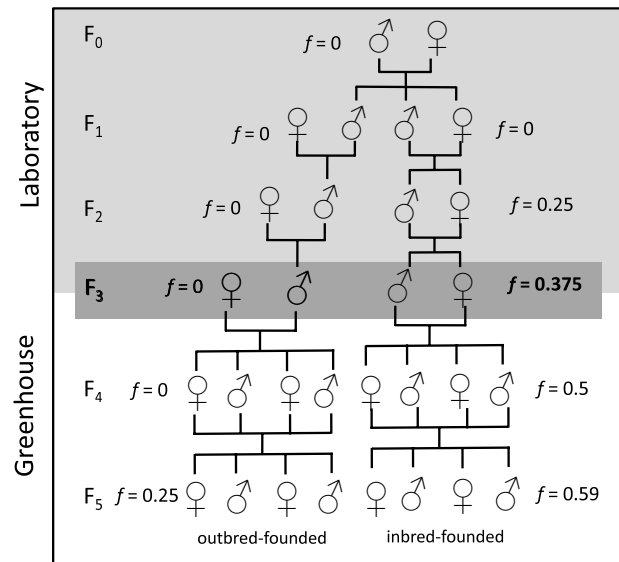 Laboratory
Greenhouse
F0
f = 0
F1
f = 0
f = 0
F2
f = 0
f = 0.25
F3
f = 0
f = 0.375
F4
f = 0
f = 0.5
F5
f = 0.25
f = 0.59
outbred-founded
inbred-founded